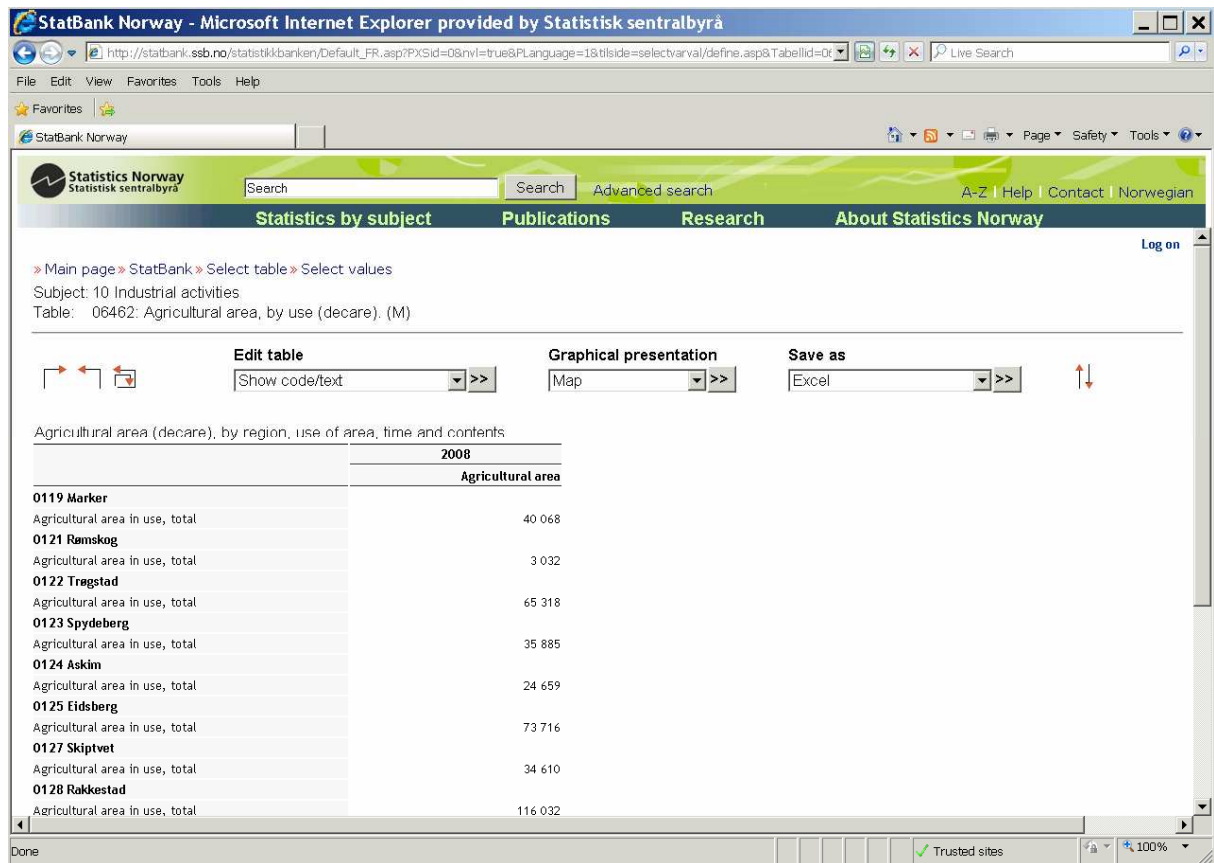 StatBank Norway - Microsoft Internet Explorer provided by Statistisk sentralbyrå
http://statbank.ssb.no/statistikkbanken/Default_FR.asp?PXSid=0&nvl=true&PLanguage=1&tilside=selectvarval/define.asp&Tabellid=06 Live Search
File Edit View Favorites Tools Help
Favorites
StatBank Norway Page Safety Tools
Statistics Norway
Statistisk sentralbyrå
Search Search Advanced search A-Z | Help | Contact | Norwegian
Statistics by subject Publications Research About Statistics Norway
Log on
» Main page » StatBank » Select table » Select values
Subject: 10 Industrial activities
Table: 06462: Agricultural area, by use (decare). (M)
Edit table Graphical presentation Save as
Show code/text >> Map >> Excel >>
Agricultural area (decare), by region, use of area, time and contents
2008
Agricultural area
0119 Marker
Agricultural area in use, total 40 068
0121 Rømskog
Agricultural area in use, total 3 032
0122 Trøgstad
Agricultural area in use, total 65 318
0123 Spydeberg
Agricultural area in use, total 35 885
0124 Askim
Agricultural area in use, total 24 659
0125 Eidsberg
Agricultural area in use, total 73 716
0127 Skiptvet
Agricultural area in use, total 34 610
0128 Rakkestad
Agricultural area in use, total 116 032
Done Trusted sites 100%